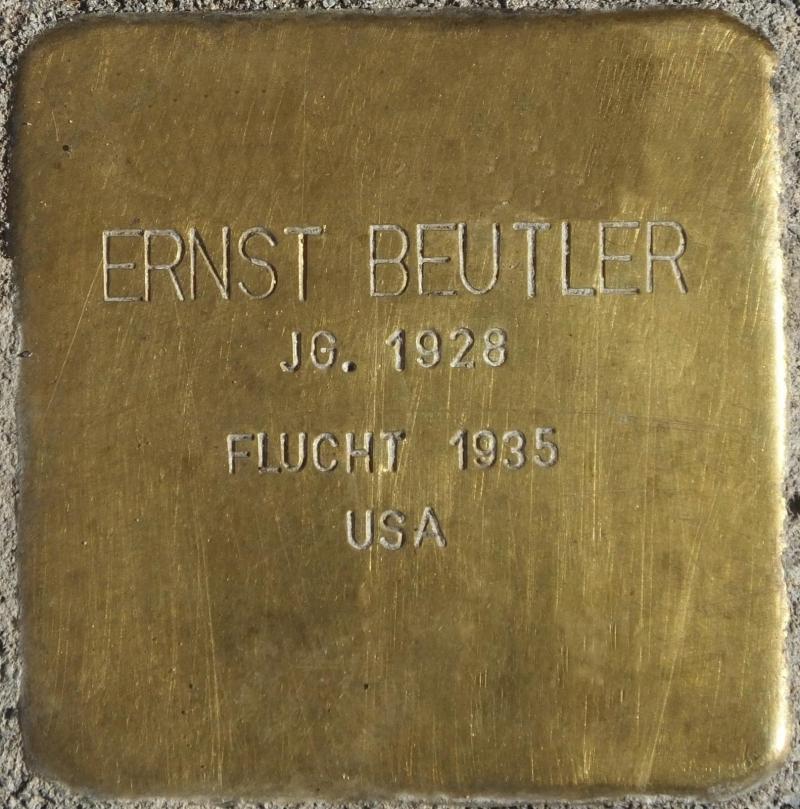 ERNST BEUTLER
JG. 1928
FLUCHT 1935
USA